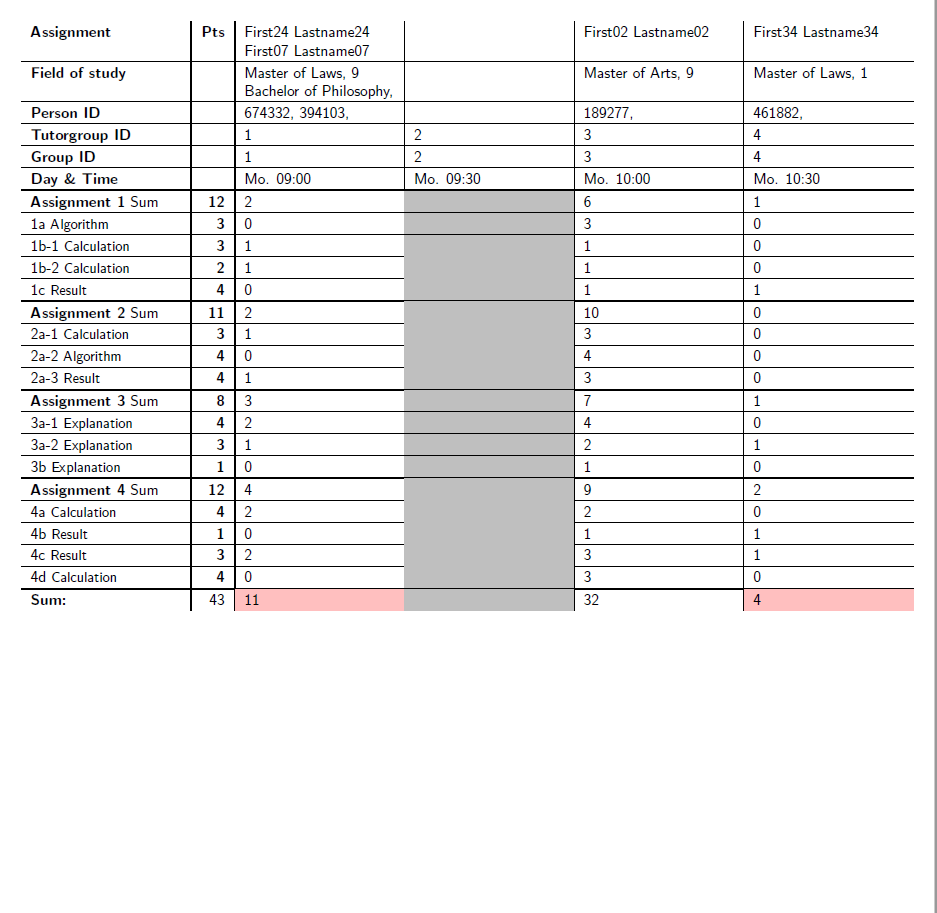 Assignment Pts First24 Lastname24 First02 Lastname02 First34 Lastname34
First07 Lastname07
Field of study Master of Laws, 9 Master of Arts, 9 Master of Laws, 1
Bachelor of Philosophy,
Person ID 674332, 394103, 189277, 461882,
Tutorgroup ID 1 2 3 4
Group ID 1 2 3 4
Day & Time Mo. 09:00 Mo. 09:30 Mo. 10:00 Mo. 10:30
Assignment 1 Sum 12 2 6 1
1a Algorithm 3 0 3 0
1b-1 Calculation 3 1 1 0
1b-2 Calculation 2 1 1 0
1c Result 4 0 1 1
Assignment 2 Sum 11 2 10 0
2a-1 Calculation 3 1 3 0
2a-2 Algorithm 4 0 4 0
2a-3 Result 4 1 3 0
Assignment 3 Sum 8 3 7 1
3a-1 Explanation 4 2 4 0
3a-2 Explanation 3 1 2 1
3b Explanation 1 0 1 0
Assignment 4 Sum 12 4 9 2
4a Calculation 4 2 2 0
4b Result 1 0 1 1
4c Result 3 2 3 1
4d Calculation 4 0 3 0
Sum: 43 11 32 4